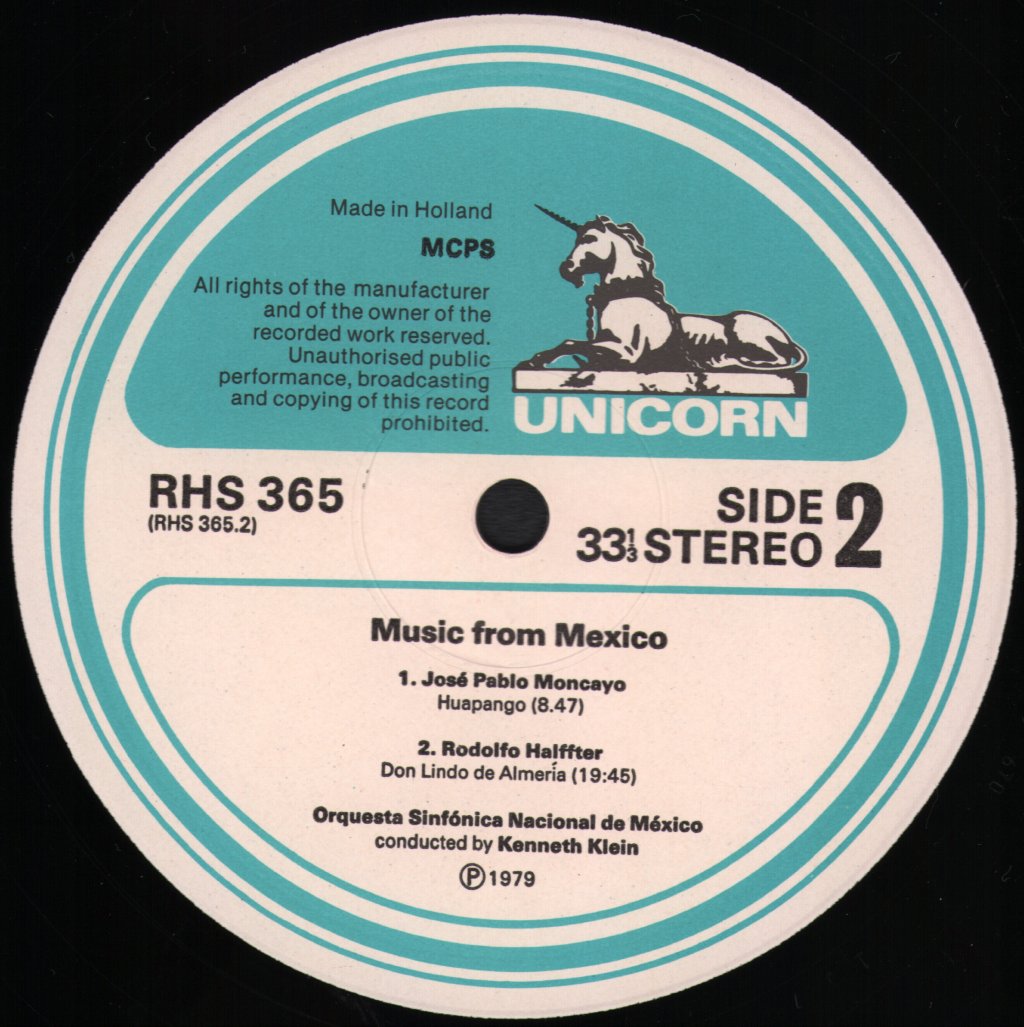 Made in Holland
MCPS
All rights of the manufacturer
and of the owner of the
recorded work reserved.
Unauthorised public
performance, broadcasting
and copying of this record
prohibited.
UNICORN
RHS 365
(RHS 365.2)
SIDE 2
33⅓ STEREO
Music from Mexico
1. José Pablo Moncayo
Huapango (8.47)
2. Rodolfo Halffter
Don Lindo de Almería (19:45)
Orquesta Sinfónica Nacional de México
conducted by Kenneth Klein
Ⓟ 1979